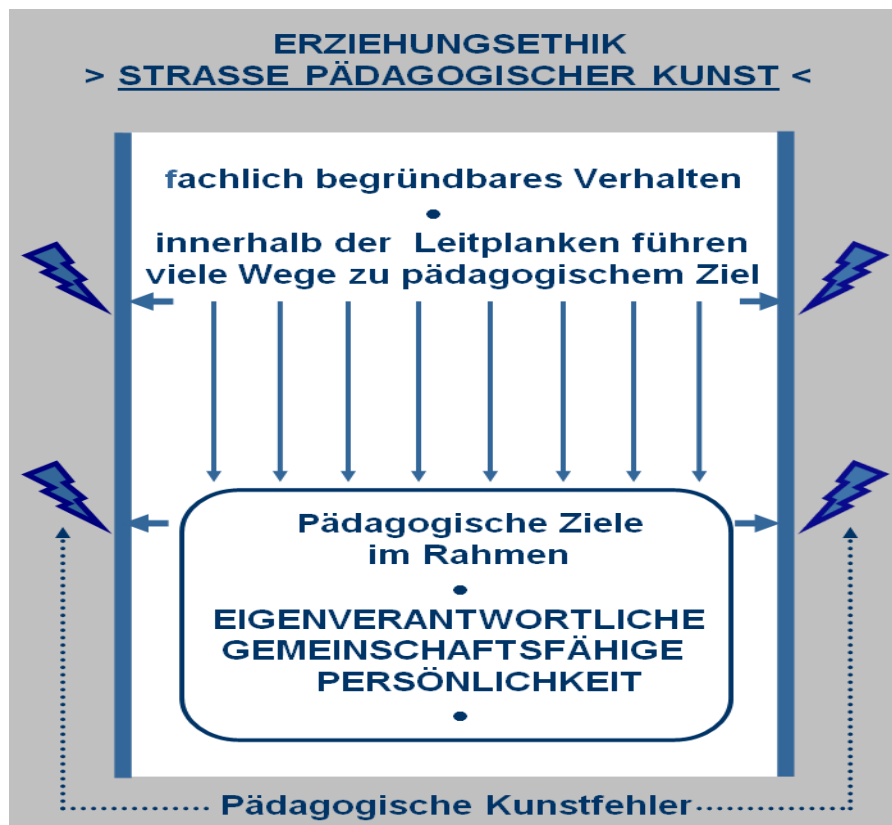 ERZIEHUNGSETHIK
> STRASSE PÄDAGOGISCHER KUNST <
fachlich begründbares Verhalten
•
innerhalb der Leitplanken führen
viele Wege zu pädagogischem Ziel
Pädagogische Ziele
im Rahmen
•
EIGENVERANTWORTLICHE
GEMEINSCHAFTSFÄHIGE
PERSÖNLICHKEIT
•
Pädagogische Kunstfehler